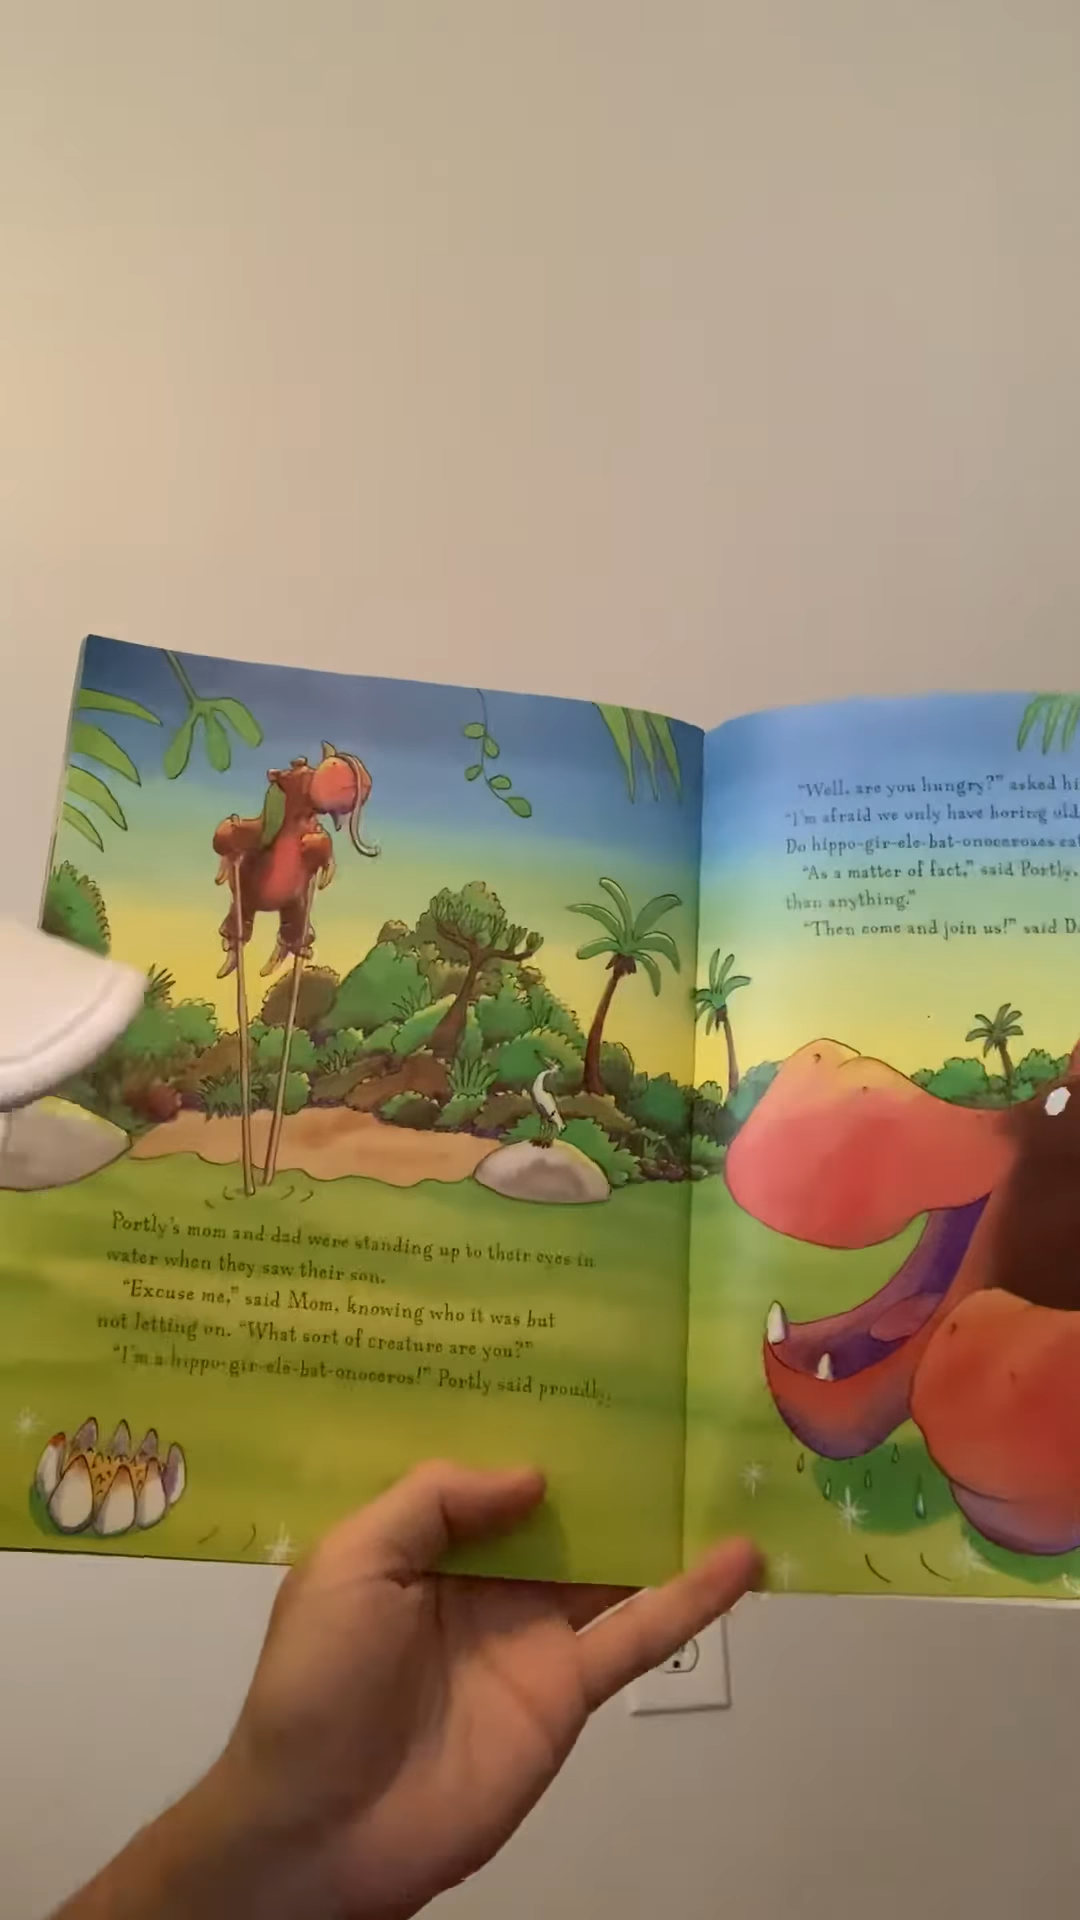 Portly's mom and dad were standing up to their eyes in
water when they saw their son.
"Excuse me," said Mom, knowing who it was but
not letting on. "What sort of creature are you?"
"I'm a hippo-gir-ele-bat-onoceros!" Portly said proudly.
"Well, are you hungry?" asked hi
"I'm afraid we only have boring old
Do hippo-gir-ele-bat-onoceroses eat
"As a matter of fact," said Portly,
than anything."
"Then come and join us!" said D